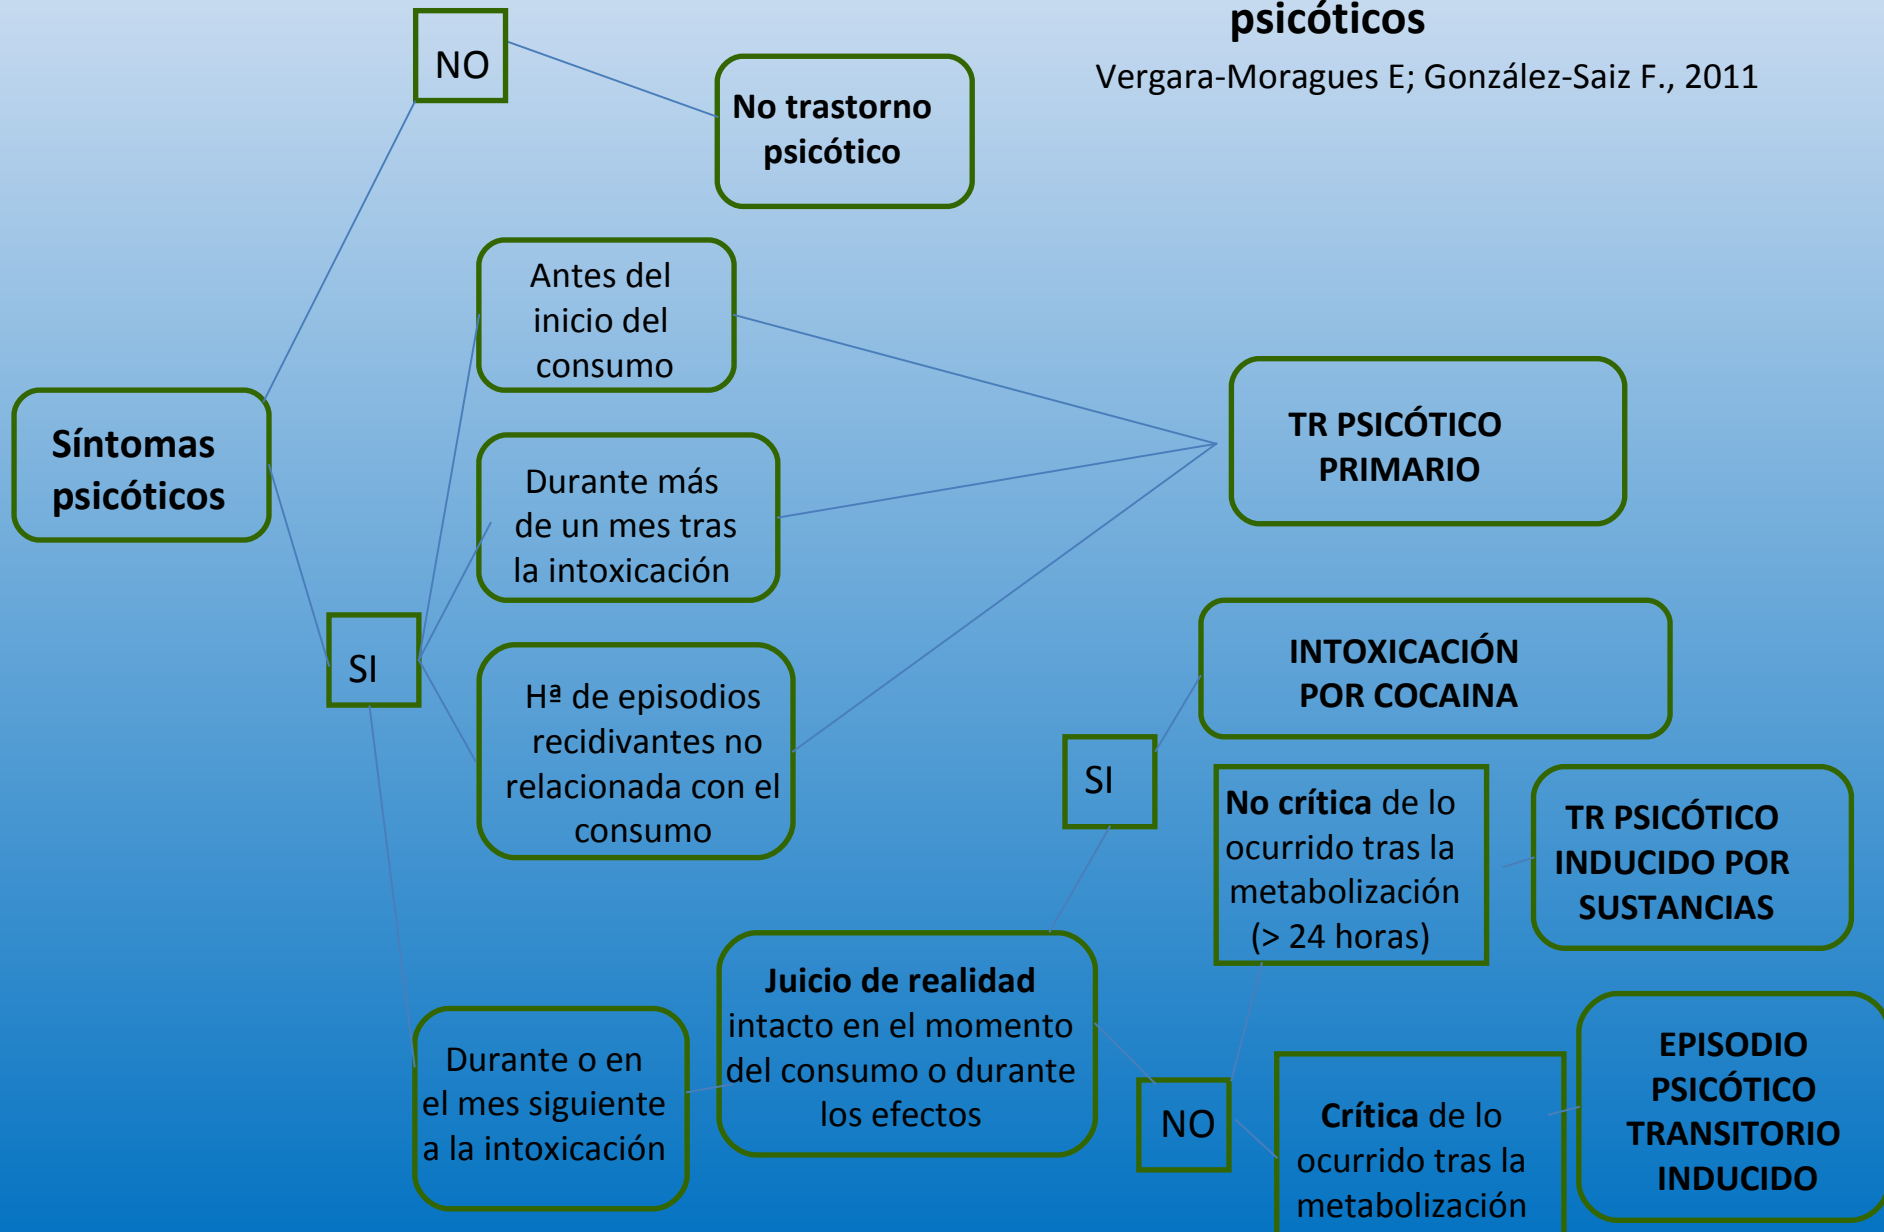 psicóticos
Vergara-Moragues E; González-Saiz F., 2011
NO
No trastorno
psicótico
Antes del
inicio del
consumo
Síntomas
psicóticos
Durante más
de un mes tras
la intoxicación
TR PSICÓTICO
PRIMARIO
SI
Hª de episodios
recidivantes no
relacionada con el
consumo
INTOXICACIÓN
POR COCAINA
SI
No crítica de lo
ocurrido tras la
metabolización
(> 24 horas)
TR PSICÓTICO
INDUCIDO POR
SUSTANCIAS
Durante o en
el mes siguiente
a la intoxicación
Juicio de realidad
intacto en el momento
del consumo o durante
los efectos
NO
Crítica de lo
ocurrido tras la
metabolización
EPISODIO
PSICÓTICO
TRANSITORIO
INDUCIDO